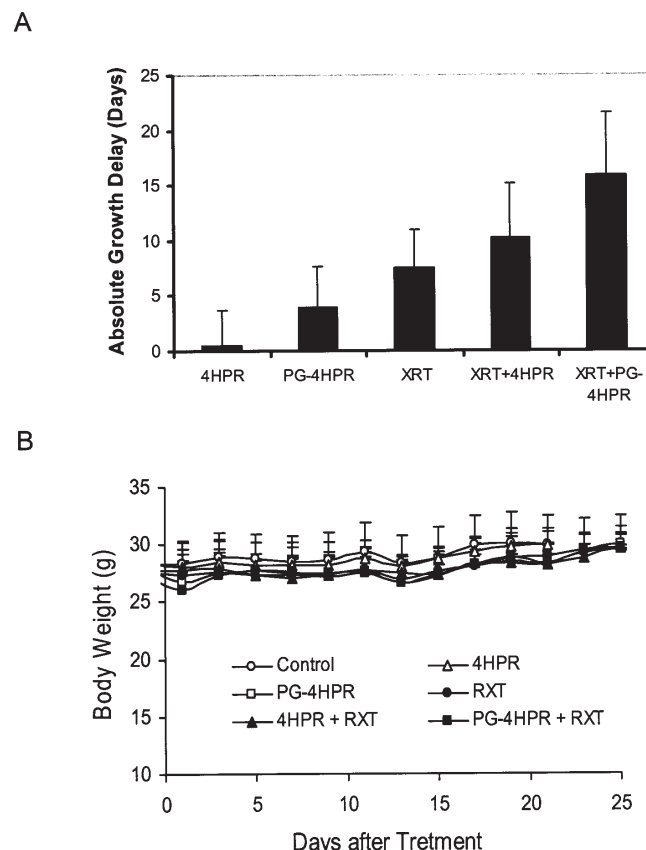 A
Absolute Growth Delay (Days)
25
20
15
10
5
0
4HPR
PG-4HPR
XRT
XRT+4HPR
XRT+PG-
4HPR
B
Body Weight (g)
35
30
25
20
15
10
Control
4HPR
PG-4HPR
RXT
4HPR + RXT
PG-4HPR + RXT
0
5
10
15
20
25
Days after Tretment